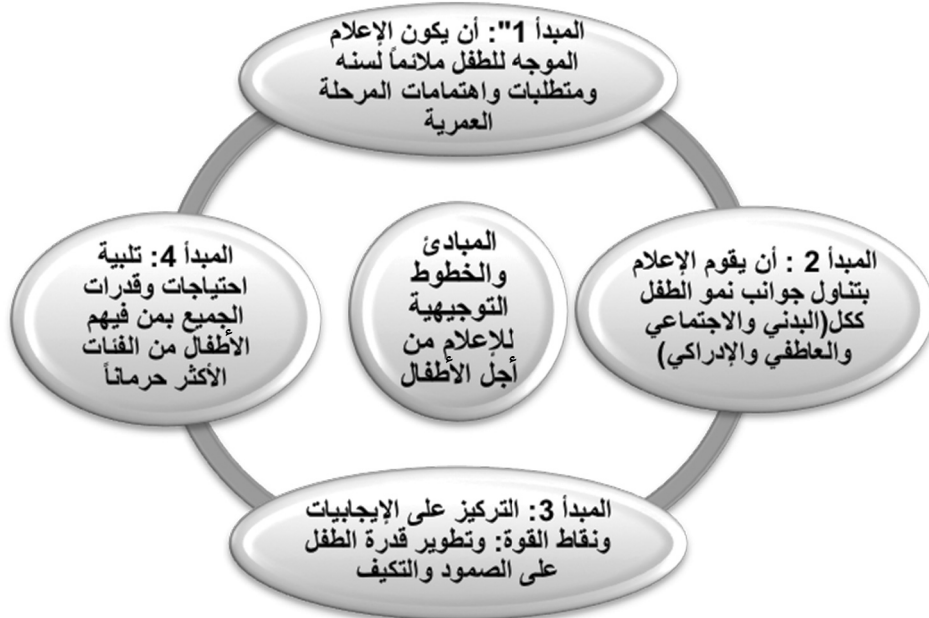 المبدأ 1": أن يكون الإعلام
الموجه للطفل ملائماً لسنه
ومتطلبات واهتمامات المرحلة
العمرية
المبدأ 2 : أن يقوم الإعلام
بتناول جوانب نمو الطفل
ككل(البدني والاجتماعي
والعاطفي والإدراكي)
المبدأ 3: التركيز على الإيجابيات
ونقاط القوة: وتطوير قدرة الطفل
على الصمود والتكيف
المبدأ 4: تلبية
احتياجات وقدرات
الجميع بمن فيهم
الأطفال من الفئات
الأكثر حرماناً
المبادئ
والخطوط
التوجيهية
للإعلام من
أجل الأطفال